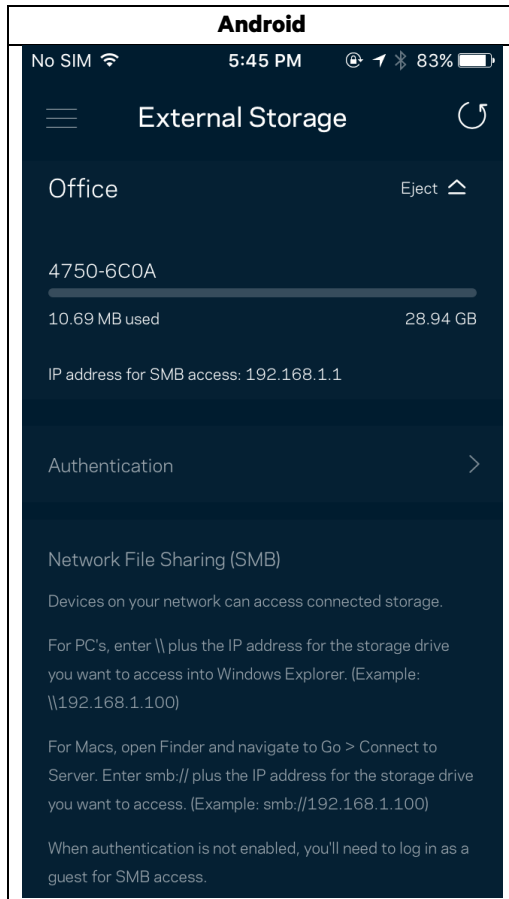 Android
No SIM 5:45 PM 83%
External Storage
Office Eject
4750-6C0A
10.69 MB used 28.94 GB
IP address for SMB access: 192.168.1.1
Authentication
Network File Sharing (SMB)
Devices on your network can access connected storage.
For PC's, enter \\ plus the IP address for the storage drive
you want to access into Windows Explorer. (Example:
\\192.168.1.100)
For Macs, open Finder and navigate to Go > Connect to
Server. Enter smb:// plus the IP address for the storage drive
you want to access. (Example: smb://192.168.1.100)
When authentication is not enabled, you'll need to log in as a
guest for SMB access.